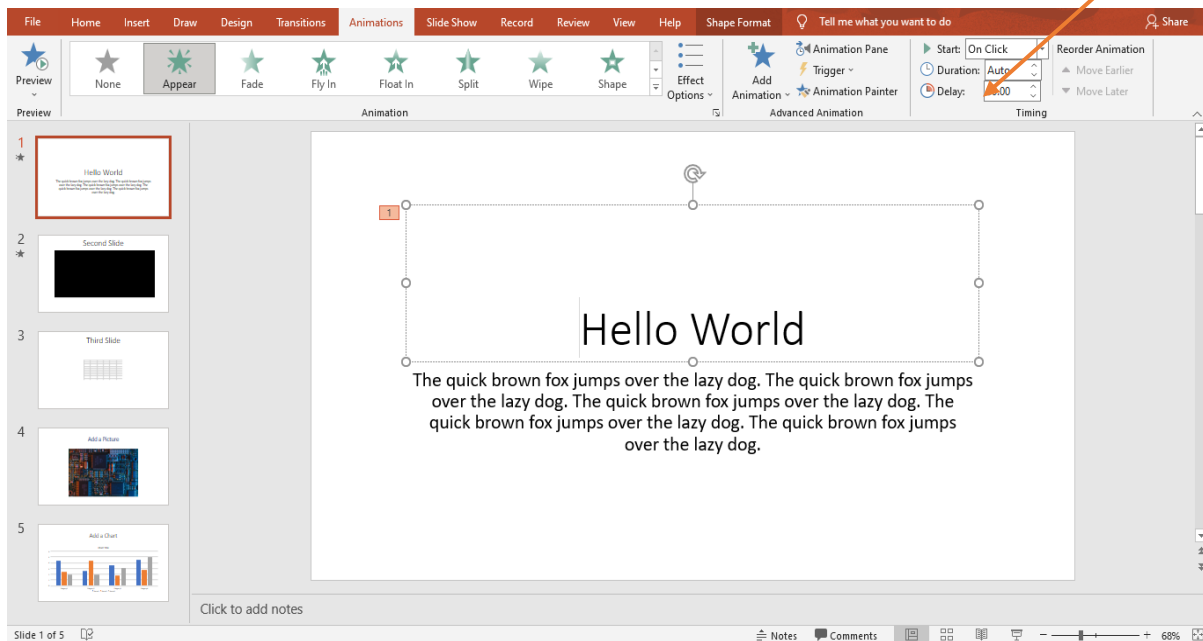 File Home Insert Draw Design Transitions Animations Slide Show Record Review View Help Shape Format Tell me what you want to do Share
Preview
None Appear Fade Fly In Float In Split Wipe Shape
Effect Options
Add Animation
Animation Pane
Trigger
Animation Painter
Start: On Click
Duration: Auto
Delay:
Reorder Animation
Move Earlier
Move Later
Preview Animation Advanced Animation Timing
1
Hello World
2
Second Slide
3
Third Slide
4
Add a Picture
5
Add a Chart
1
Hello World
The quick brown fox jumps over the lazy dog. The quick brown fox jumps
over the lazy dog. The quick brown fox jumps over the lazy dog. The
quick brown fox jumps over the lazy dog. The quick brown fox jumps
over the lazy dog.
Click to add notes
Slide 1 of 5 Notes Comments 68%